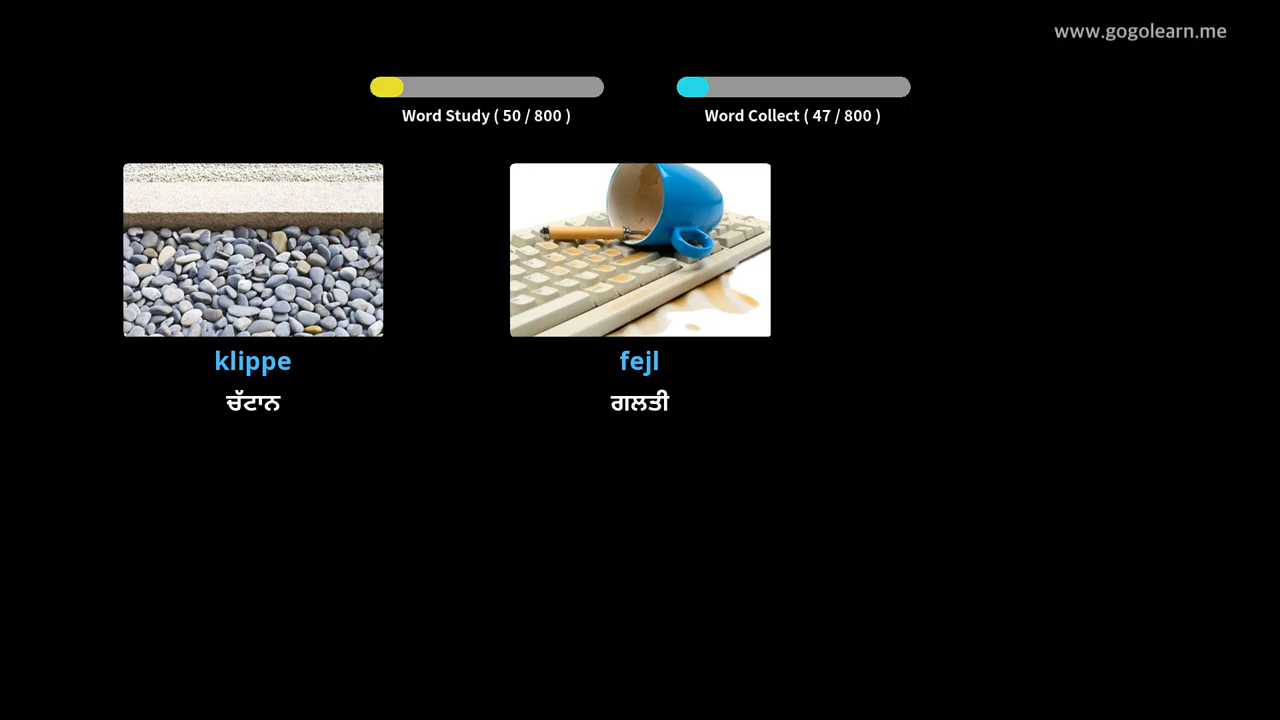 www.gogolearn.me
Word Study ( 50 / 800 )
Word Collect ( 47 / 800 )
klippe
ਚੱਟਾਨ
fejl
ਗਲਤੀ